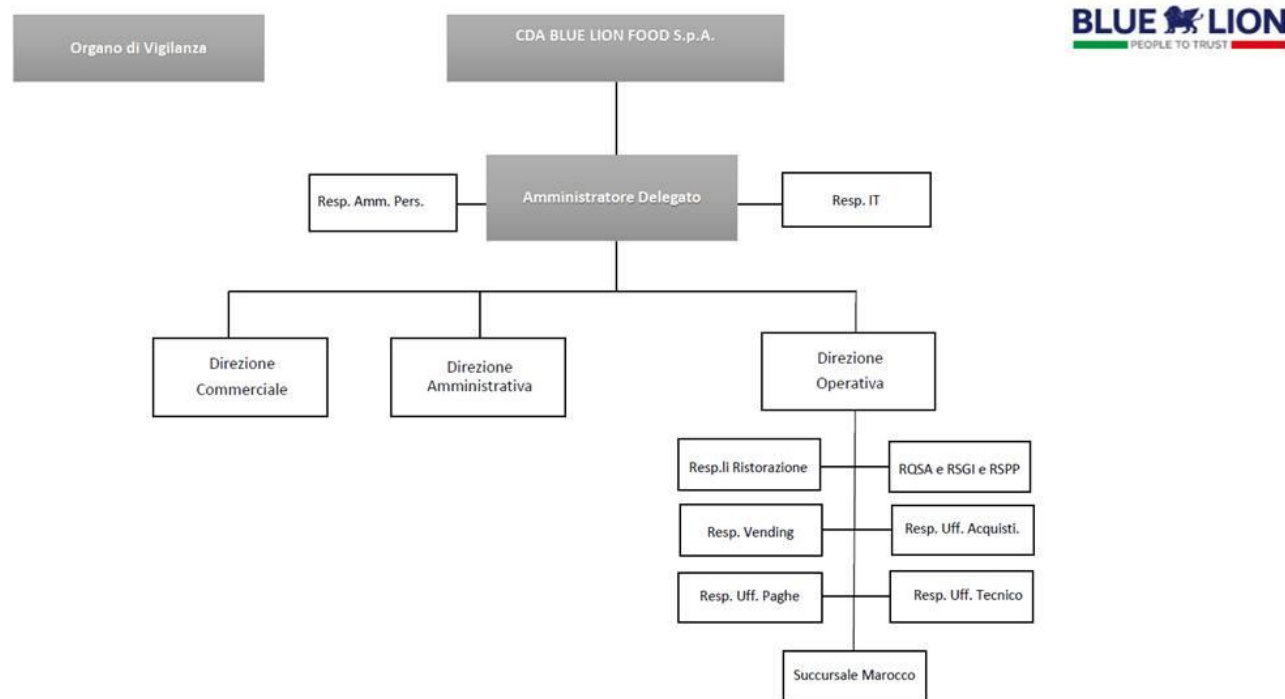 BLUE LION
PEOPLE TO TRUST
Organo di Vigilanza
CDA BLUE LION FOOD S.p.A.
Resp. Amm. Pers.
Amministratore Delegato
Resp. IT
Direzione
Commerciale
Direzione
Amministrativa
Direzione
Operativa
Resp.li Ristorazione
RQSA e RSGI e RSPP
Resp. Vending
Resp. Uff. Acquisti.
Resp. Uff. Paghe
Resp. Uff. Tecnico
Succursale Marocco